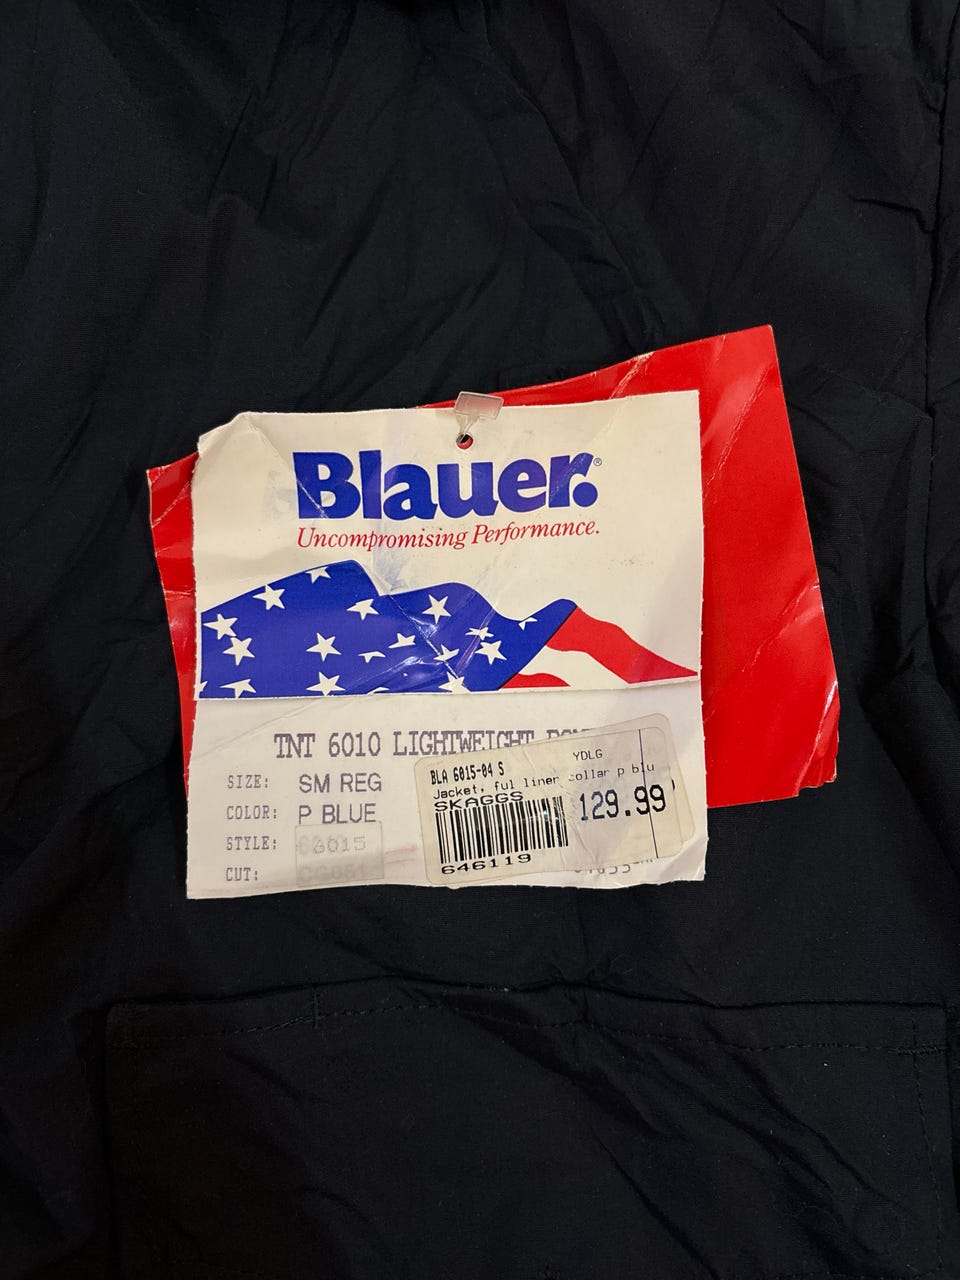 Blauer.®
Uncompromising Performance.
TNT 6010 LIGHTWEIGHT
SIZE: SM REG
COLOR: P BLUE
STYLE: 6015
CUT:
BLA 6015-04 S YDLG
Jacket, ful liner collar p blu
SKAGGS 129.99
646119